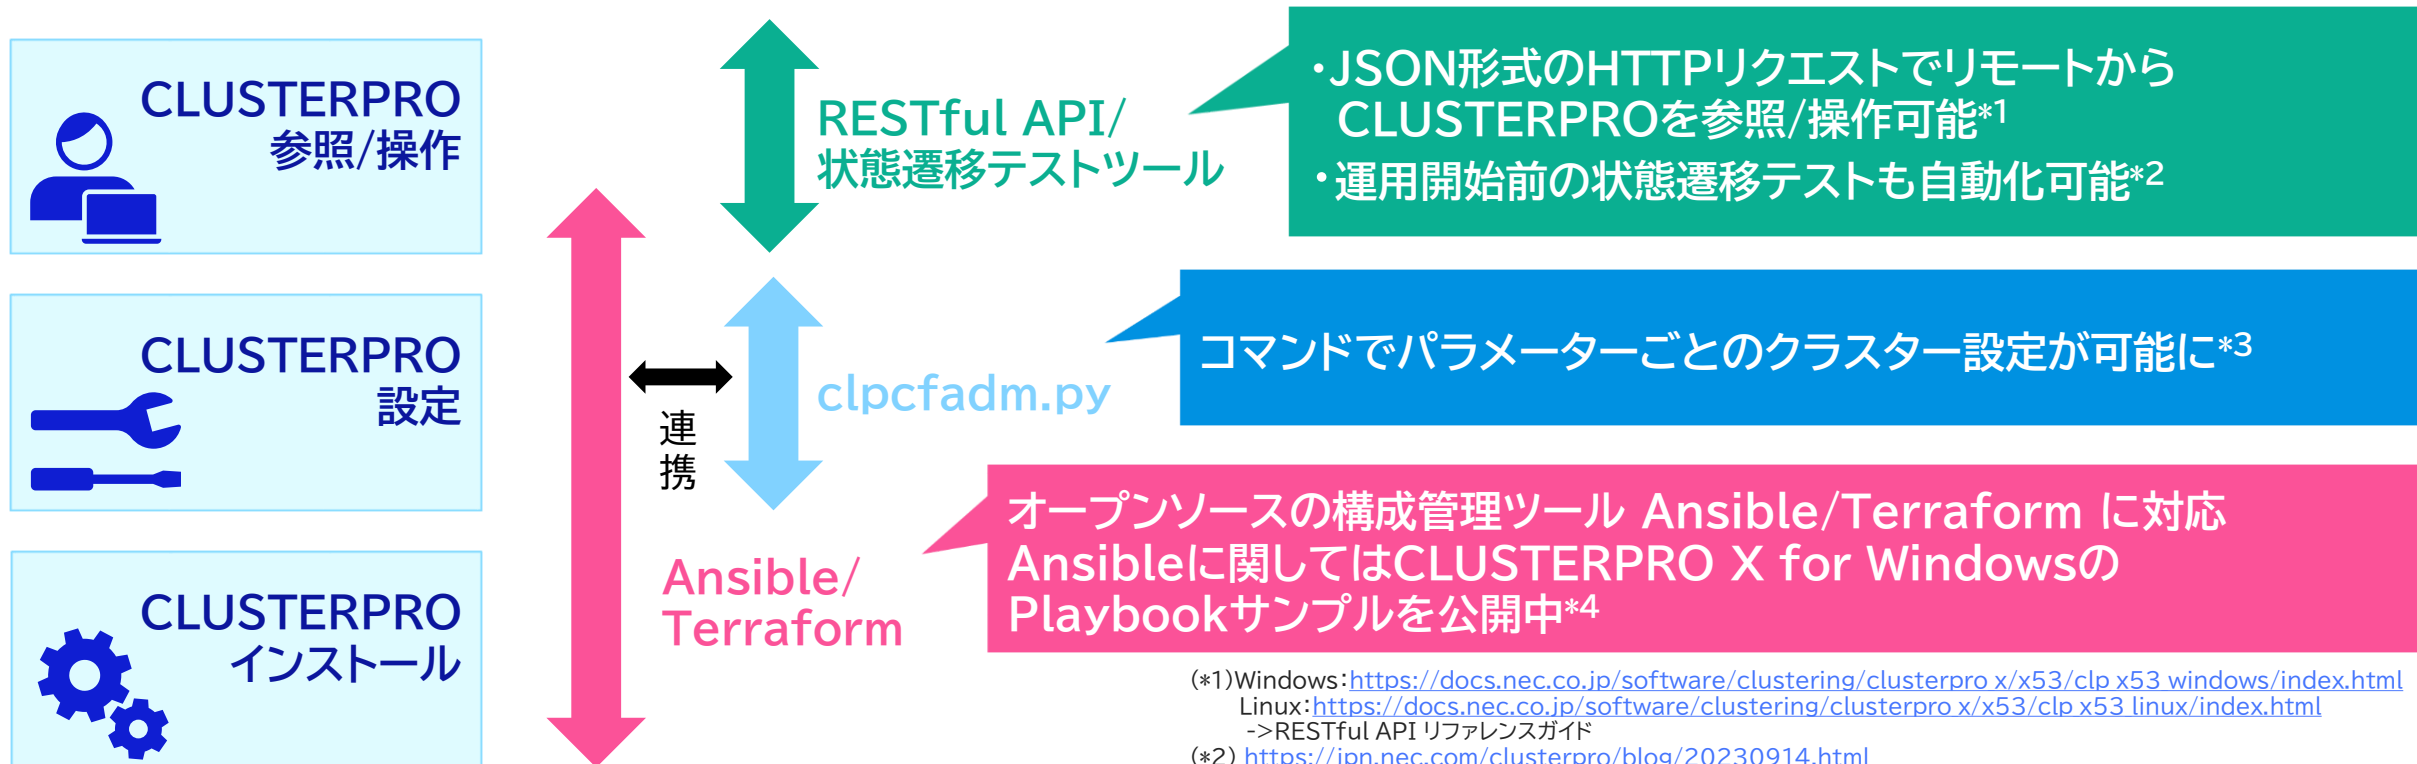 CLUSTERPRO
参照/操作
RESTful API/
状態遷移テストツール
・JSON形式のHTTPリクエストでリモートから
CLUSTERPROを参照/操作可能*1
・運用開始前の状態遷移テストも自動化可能*2
CLUSTERPRO
設定
連
携
clpcfadm.py
コマンドでパラメーターごとのクラスター設定が可能に*3
CLUSTERPRO
インストール
Ansible/
Terraform
オープンソースの構成管理ツール Ansible/Terraform に対応
Ansibleに関してはCLUSTERPRO X for Windowsの
Playbookサンプルを公開中*4
(*1)Windows:https://docs.nec.co.jp/software/clustering/clusterpro_x/x53/clp_x53_windows/index.html
Linux:https://docs.nec.co.jp/software/clustering/clusterpro_x/x53/clp_x53_linux/index.html
->RESTful API リファレンスガイド
(*2) https://jpn.nec.com/clusterpro/blog/20230914.html